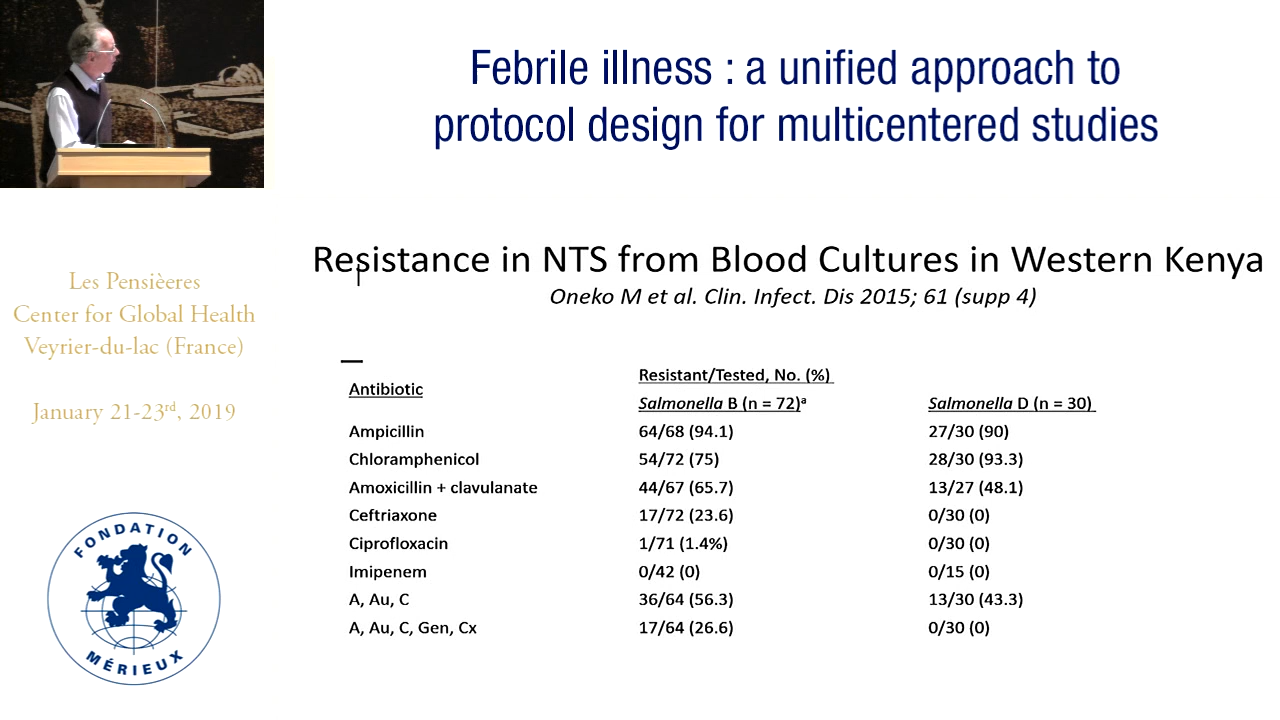 Febrile illness : a unified approach to
protocol design for multicentered studies
Les Pensièeres
Center for Global Health
Veyrier-du-lac (France)
January 21-23rd, 2019
FONDATION
MÉRIEUX
Resistance in NTS from Blood Cultures in Western Kenya
Oneko M et al. Clin. Infect. Dis 2015; 61 (supp 4)
Antibiotic
Resistant/Tested, No. (%)
Salmonella B (n = 72)ᵃ Salmonella D (n = 30)
Ampicillin 64/68 (94.1) 27/30 (90)
Chloramphenicol 54/72 (75) 28/30 (93.3)
Amoxicillin + clavulanate 44/67 (65.7) 13/27 (48.1)
Ceftriaxone 17/72 (23.6) 0/30 (0)
Ciprofloxacin 1/71 (1.4%) 0/30 (0)
Imipenem 0/42 (0) 0/15 (0)
A, Au, C 36/64 (56.3) 13/30 (43.3)
A, Au, C, Gen, Cx 17/64 (26.6) 0/30 (0)